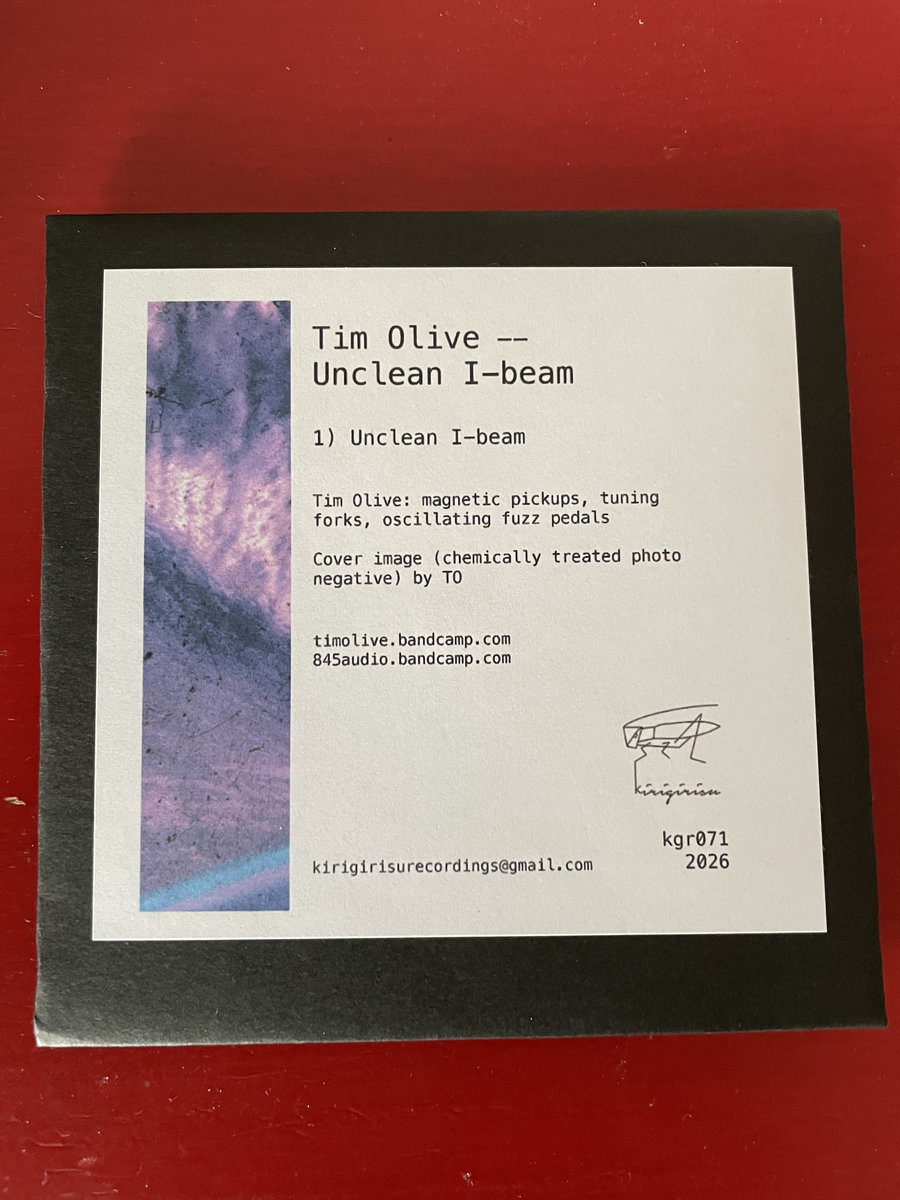 Tim Olive ––
Unclean I–beam
1) Unclean I–beam
Tim Olive: magnetic pickups, tuning
forks, oscillating fuzz pedals
Cover image (chemically treated photo
negative) by TO
timolive.bandcamp.com
845audio.bandcamp.com
kirigirisu
kgr071
kirigirisurecordings@gmail.com
2026